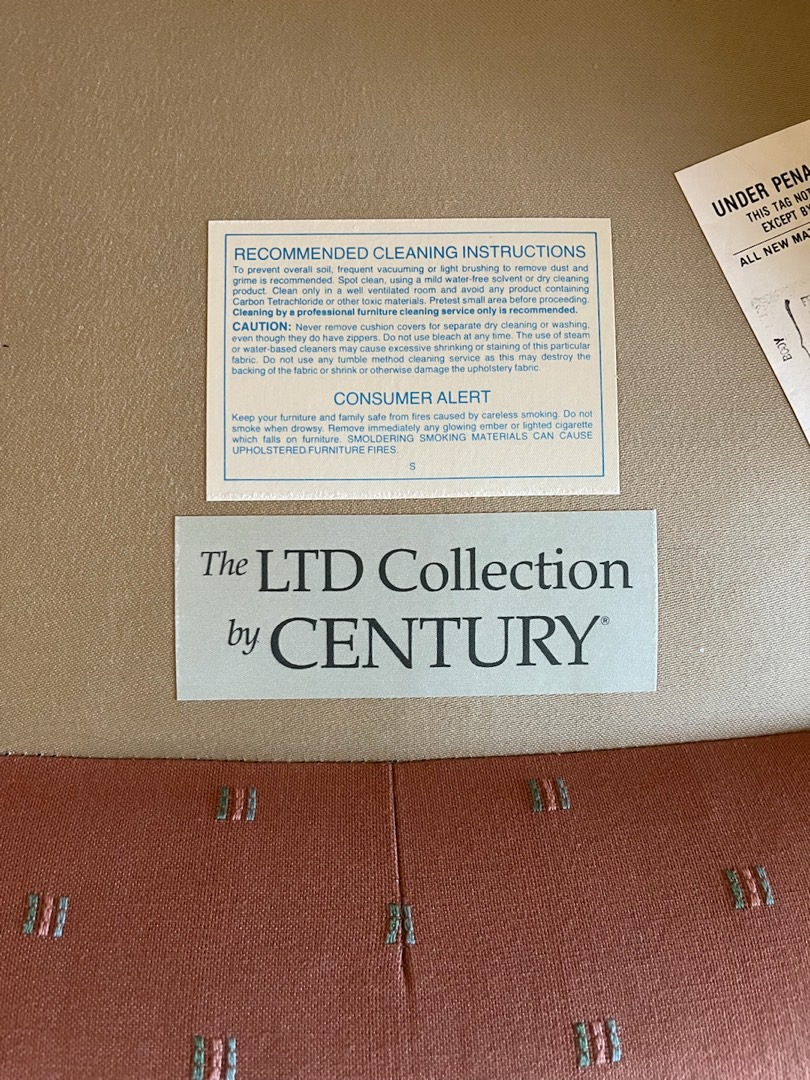 RECOMMENDED CLEANING INSTRUCTIONS
To prevent overall soil, frequent vacuuming or light brushing to remove dust and
grime is recommended. Spot clean, using a mild water-free solvent or dry cleaning
product. Clean only in a well ventilated room and avoid any product containing
Carbon Tetrachloride or other toxic materials. Pretest small area before proceeding.
Cleaning by a professional furniture cleaning service only is recommended.
CAUTION: Never remove cushion covers for separate dry cleaning or washing,
even though they do have zippers. Do not use bleach at any time. The use of steam
or water-based cleaners may cause excessive shrinking or staining of this particular
fabric. Do not use any tumble method cleaning service as this may destroy the
backing of the fabric or shrink or otherwise damage the upholstery fabric.
CONSUMER ALERT
Keep your furniture and family safe from fires caused by careless smoking. Do not
smoke when drowsy. Remove immediately any glowing ember or lighted cigarette
which falls on furniture. SMOLDERING SMOKING MATERIALS CAN CAUSE
UPHOLSTERED FURNITURE FIRES.
S
The LTD Collection
by CENTURY®
UNDER PENA
THIS TAG NOT
EXCEPT BY
ALL NEW MA
BODY